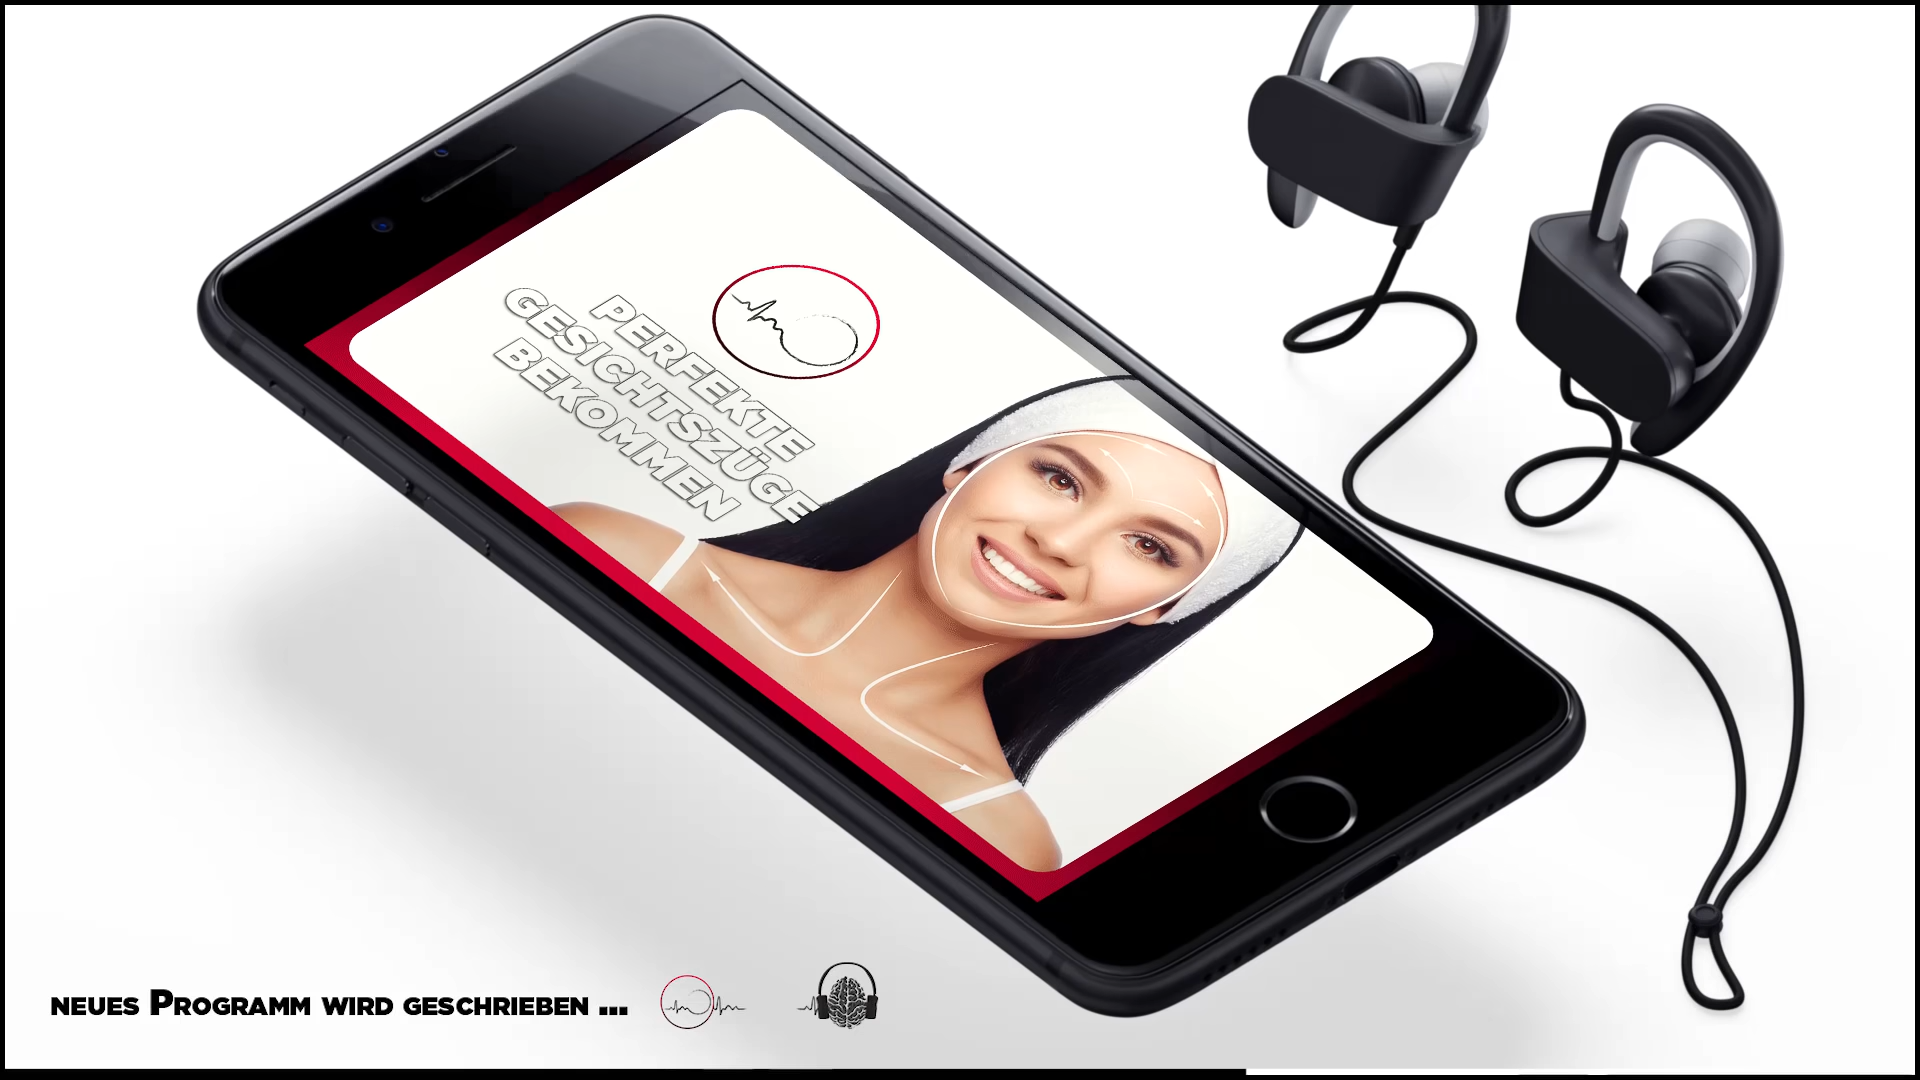 PERFEKTE
GESICHTSZÜGE
BEKOMMEN
NEUES PROGRAMM WIRD GESCHRIEBEN ...